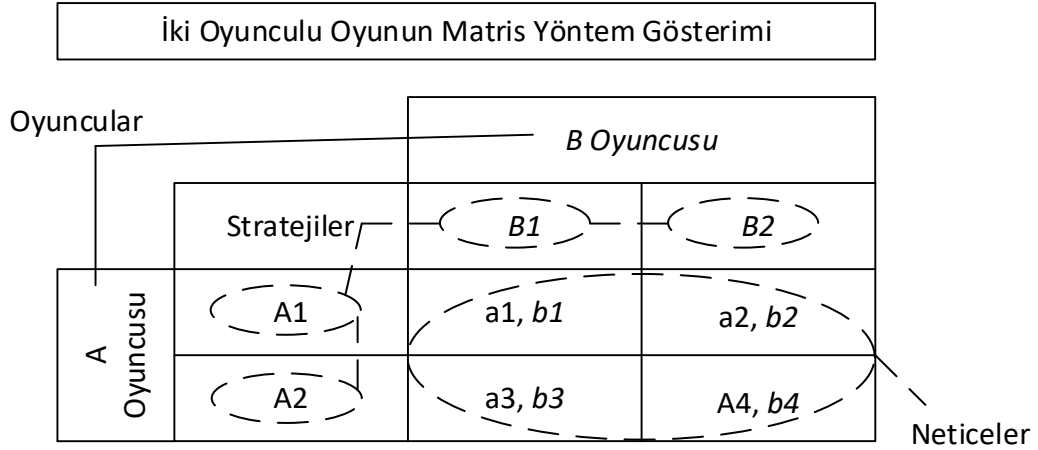 İki Oyunculu Oyunun Matris Yöntem Gösterimi
Oyuncular
B Oyuncusu
Stratejiler
B1
B2
A
Oyuncusu
A1
a1, b1
a2, b2
A2
a3, b3
A4, b4
Neticeler